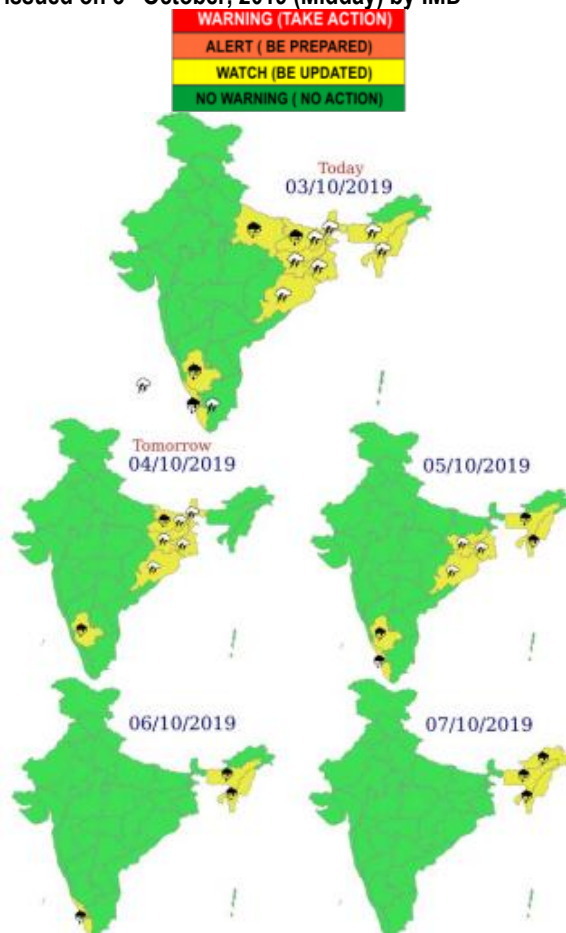 WARNING (TAKE ACTION)
ALERT ( BE PREPARED)
WATCH (BE UPDATED)
NO WARNING ( NO ACTION)
Today
03/10/2019
Tomorrow
04/10/2019
05/10/2019
06/10/2019
07/10/2019